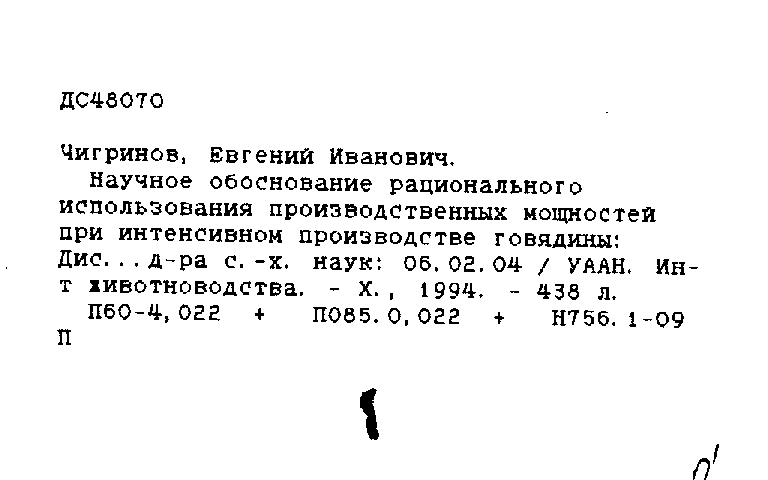 ДС48070
Чигринов, Евгений Иванович.
Научное обоснование рационального
использования производственных мощностей
при интенсивном производстве говядины:
Дис... д-ра с.-х. наук: 06.02.04 / УААН. Ин-
т животноводства. - Х., 1994. - 438 л.
П60-4,022 + П085.0,022 + Н756.1-09
П